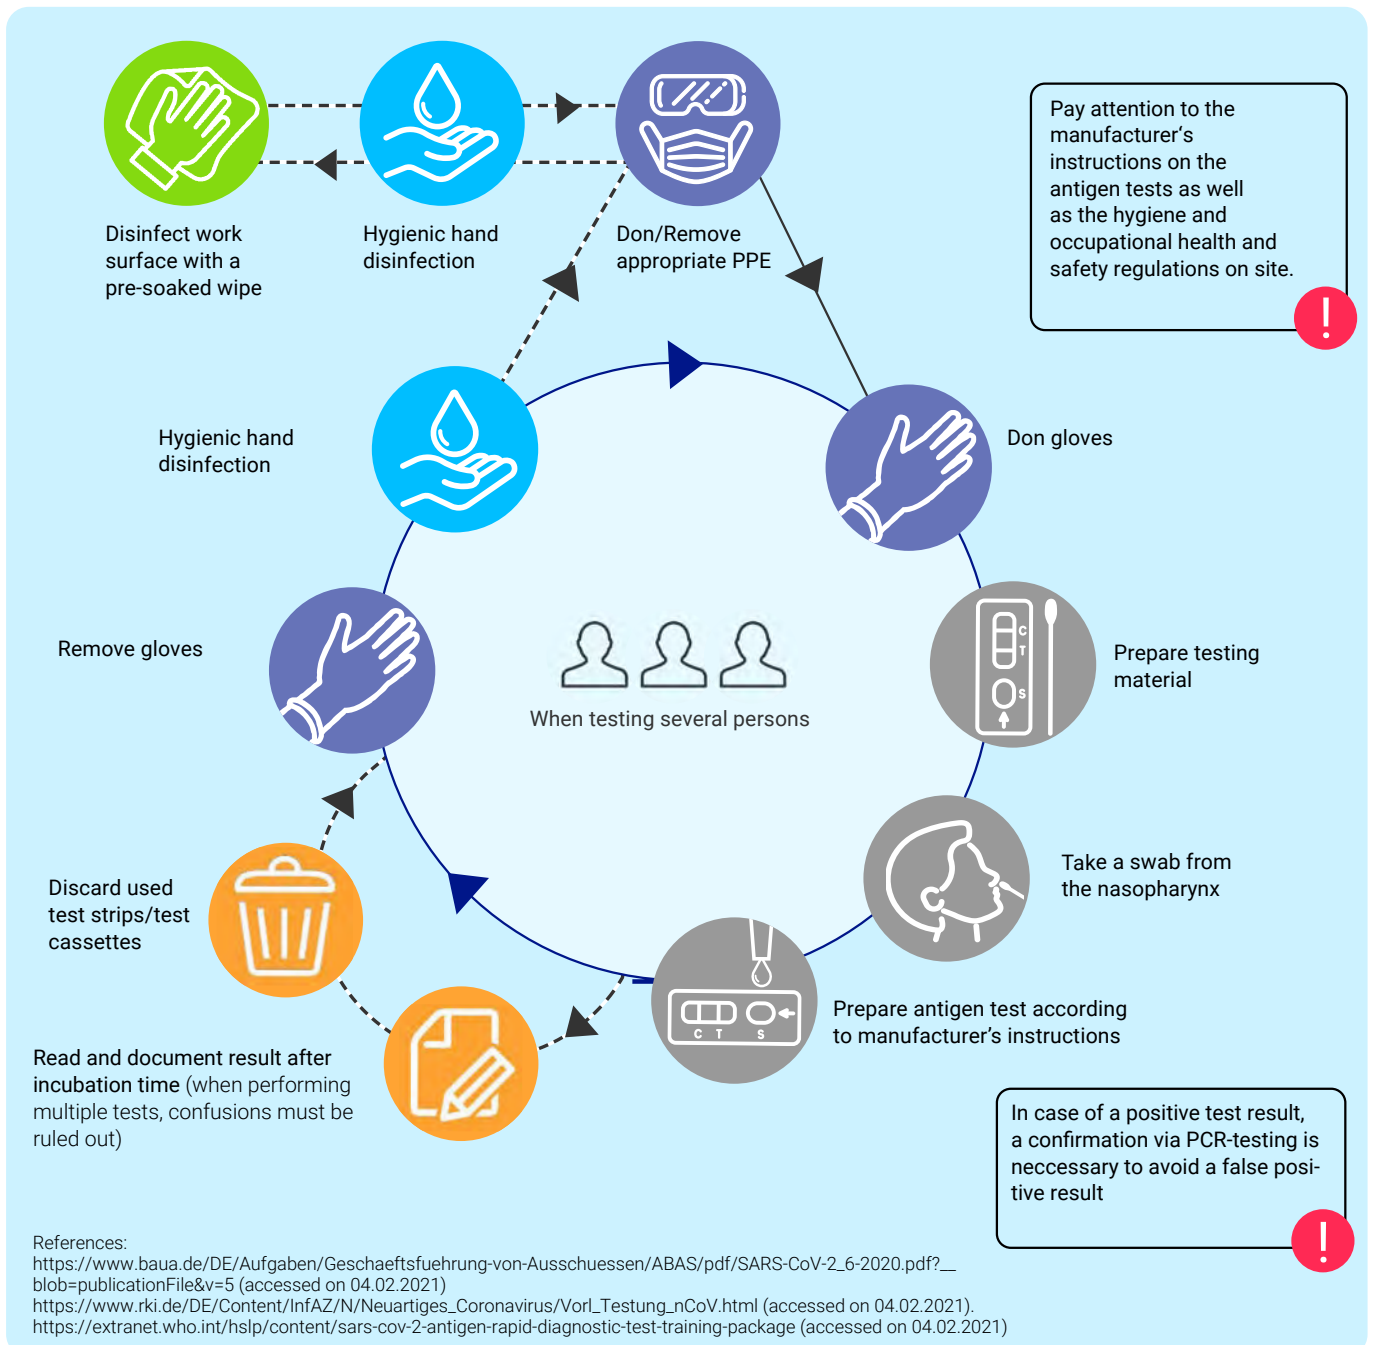 Disinfect work
surface with a
pre-soaked wipe
Hygienic hand
disinfection
Don/Remove
appropriate PPE
Pay attention to the
manufacturer‘s
instructions on the
antigen tests as well
as the hygiene and
occupational health and
safety regulations on site.
!
Hygienic hand
disinfection
Don gloves
C
T
S
Prepare testing
material
Remove gloves
When testing several persons
Take a swab from
the nasopharynx
Discard used
test strips/test
cassettes
C T S
Prepare antigen test according
to manufacturer’s instructions
Read and document result after
incubation time (when performing
multiple tests, confusions must be
ruled out)
In case of a positive test result,
a confirmation via PCR-testing is
neccessary to avoid a false posi-
tive result
!
References:
https://www.baua.de/DE/Aufgaben/Geschaeftsfuehrung-von-Ausschuessen/ABAS/pdf/SARS-CoV-2_6-2020.pdf?__
blob=publicationFile&v=5 (accessed on 04.02.2021)
https://www.rki.de/DE/Content/InfAZ/N/Neuartiges_Coronavirus/Vorl_Testung_nCoV.html (accessed on 04.02.2021).
https://extranet.who.int/hslp/content/sars-cov-2-antigen-rapid-diagnostic-test-training-package (accessed on 04.02.2021)